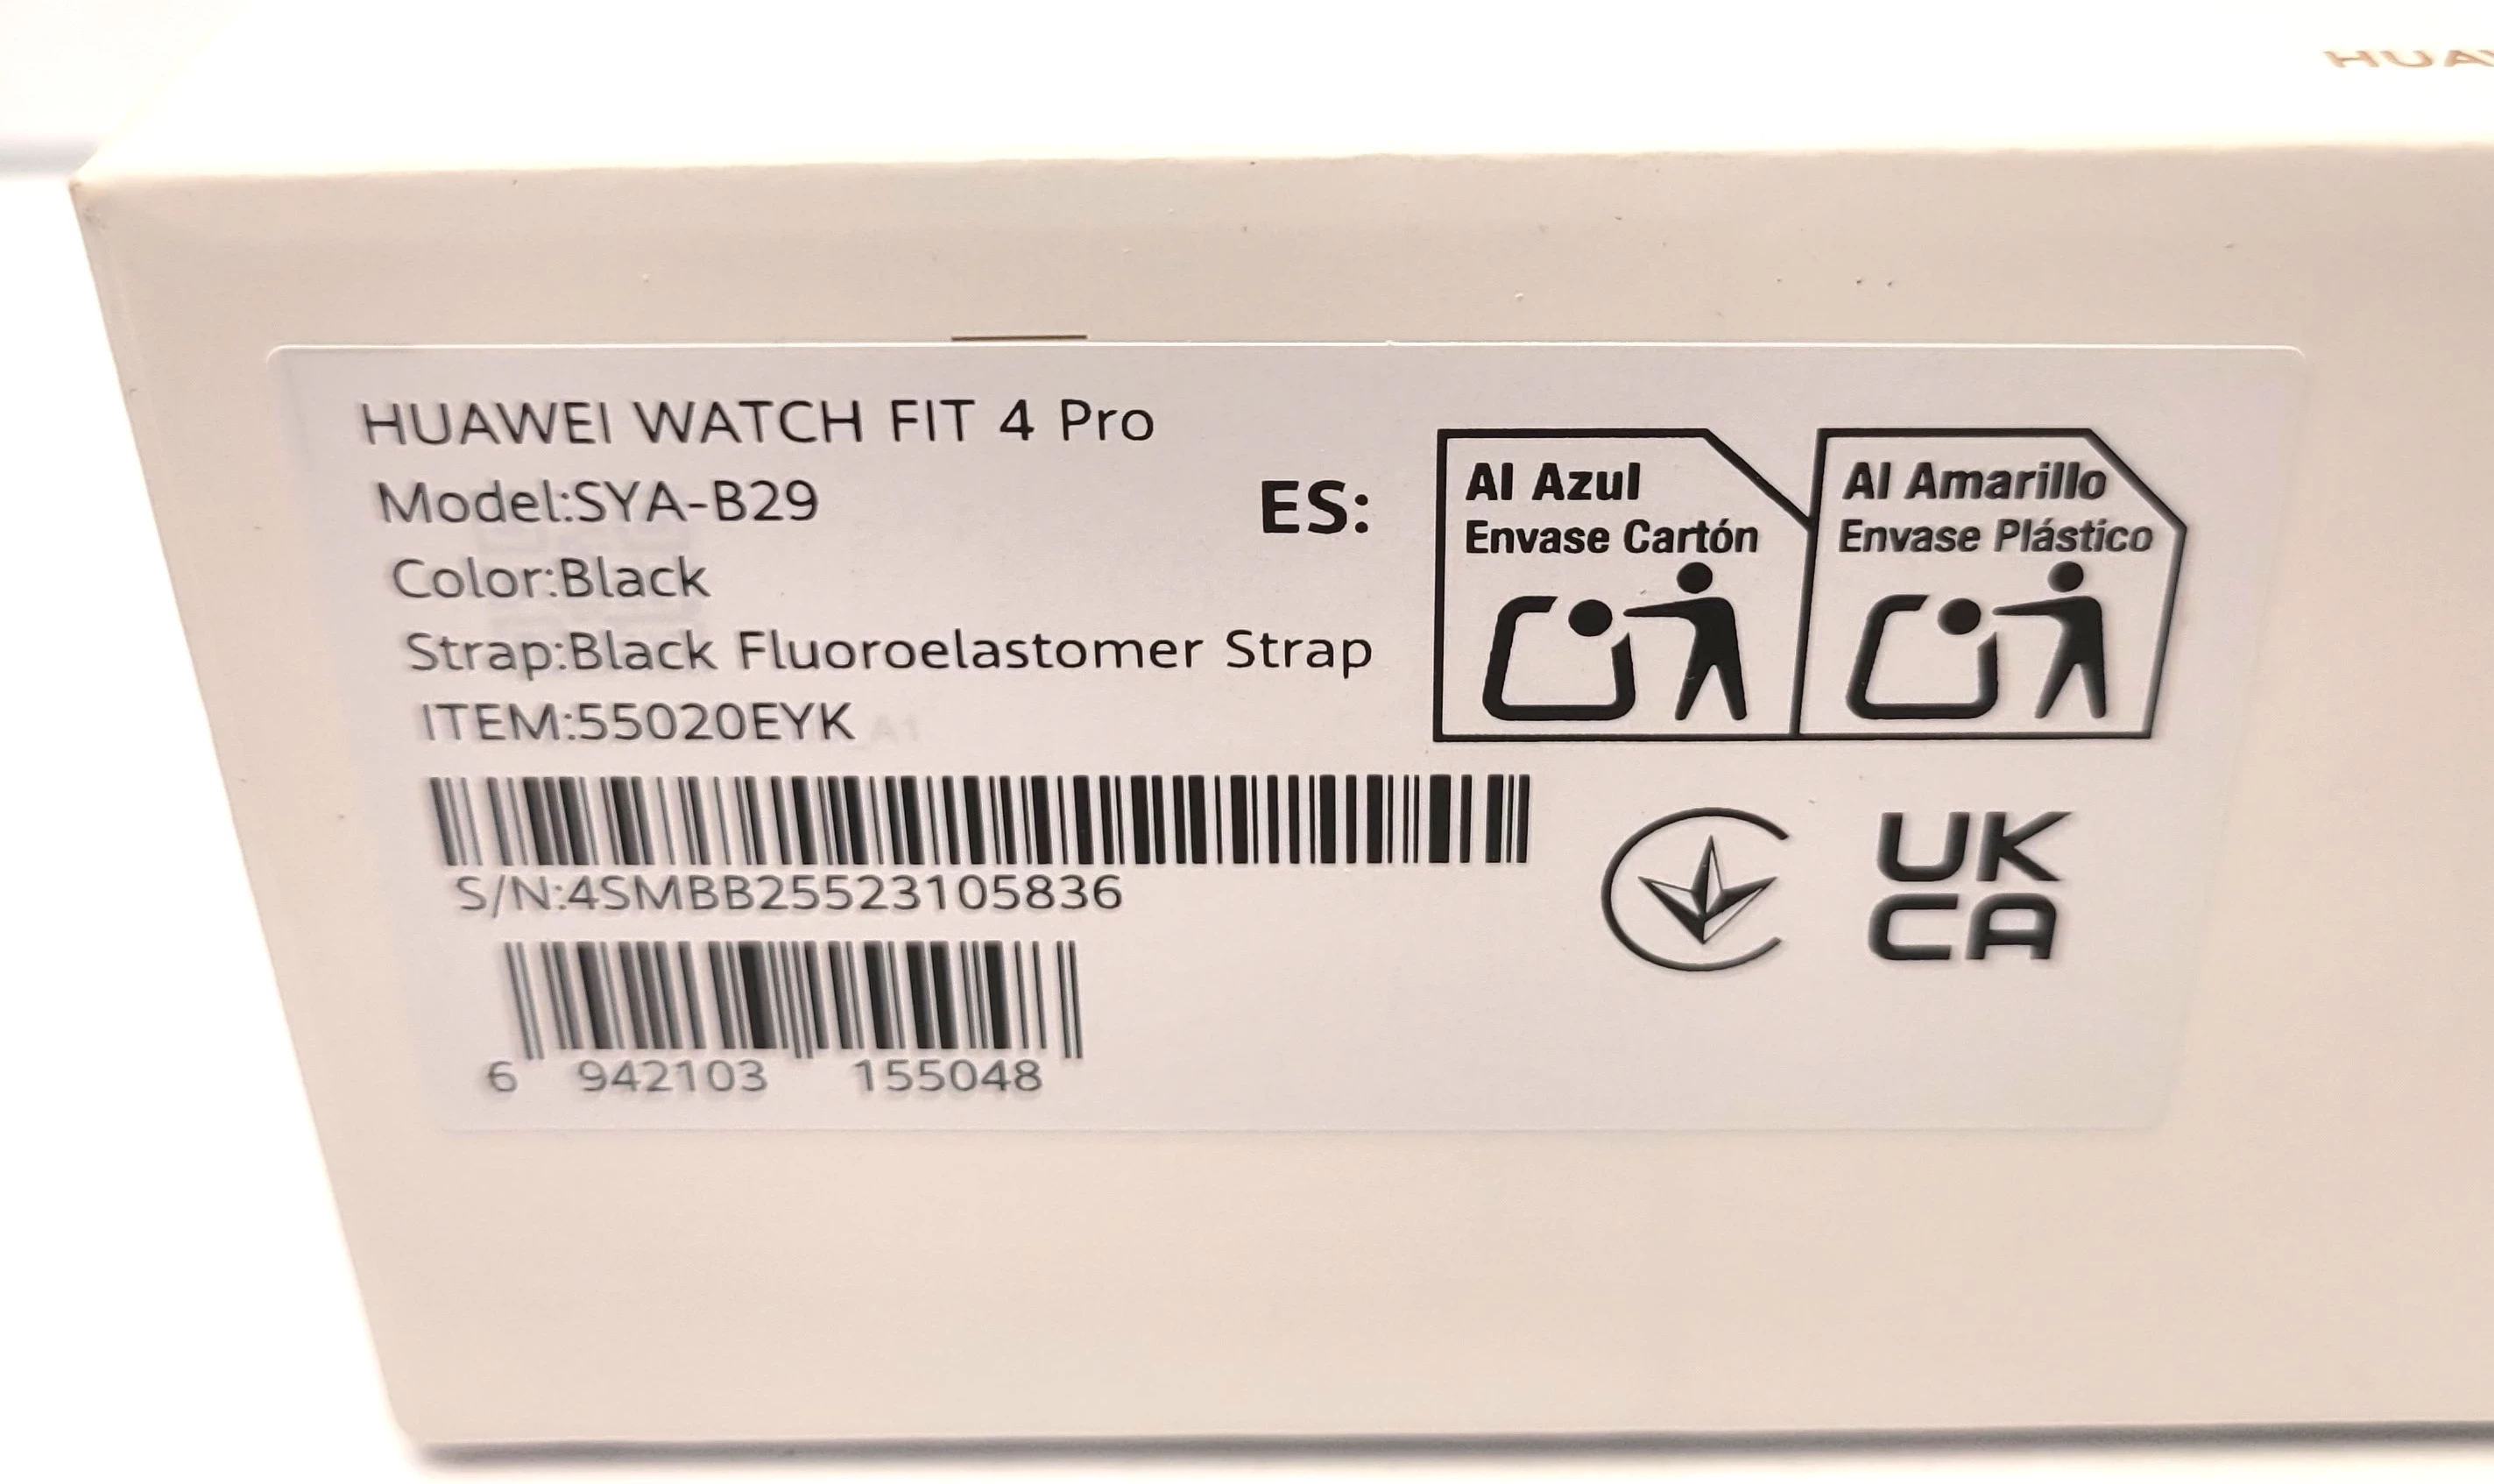 HUAW
HUAWEI WATCH FIT 4 Pro
Model:SYA-B29
Color:Black
Strap:Black Fluoroelastomer Strap
ITEM:55020EYK
S/N:4SMBB25523105836
6 942103 155048
ES:
Al Azul
Envase Cartón
Al Amarillo
Envase Plástico
UK
CA